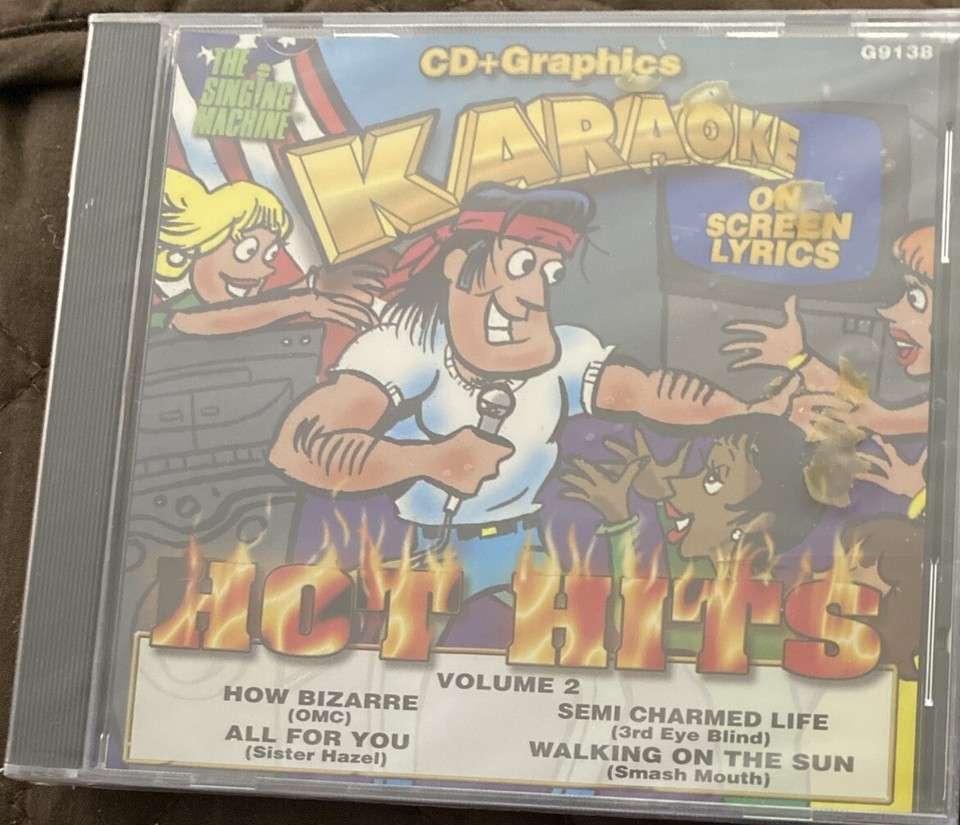 CD+Graphics
G9138
THE
SINGING
MACHINE
KARAOKE
ON
SCREEN
LYRICS
HOT HITS
VOLUME 2
HOW BIZARRE
(OMC)
ALL FOR YOU
(Sister Hazel)
SEMI CHARMED LIFE
(3rd Eye Blind)
WALKING ON THE SUN
(Smash Mouth)